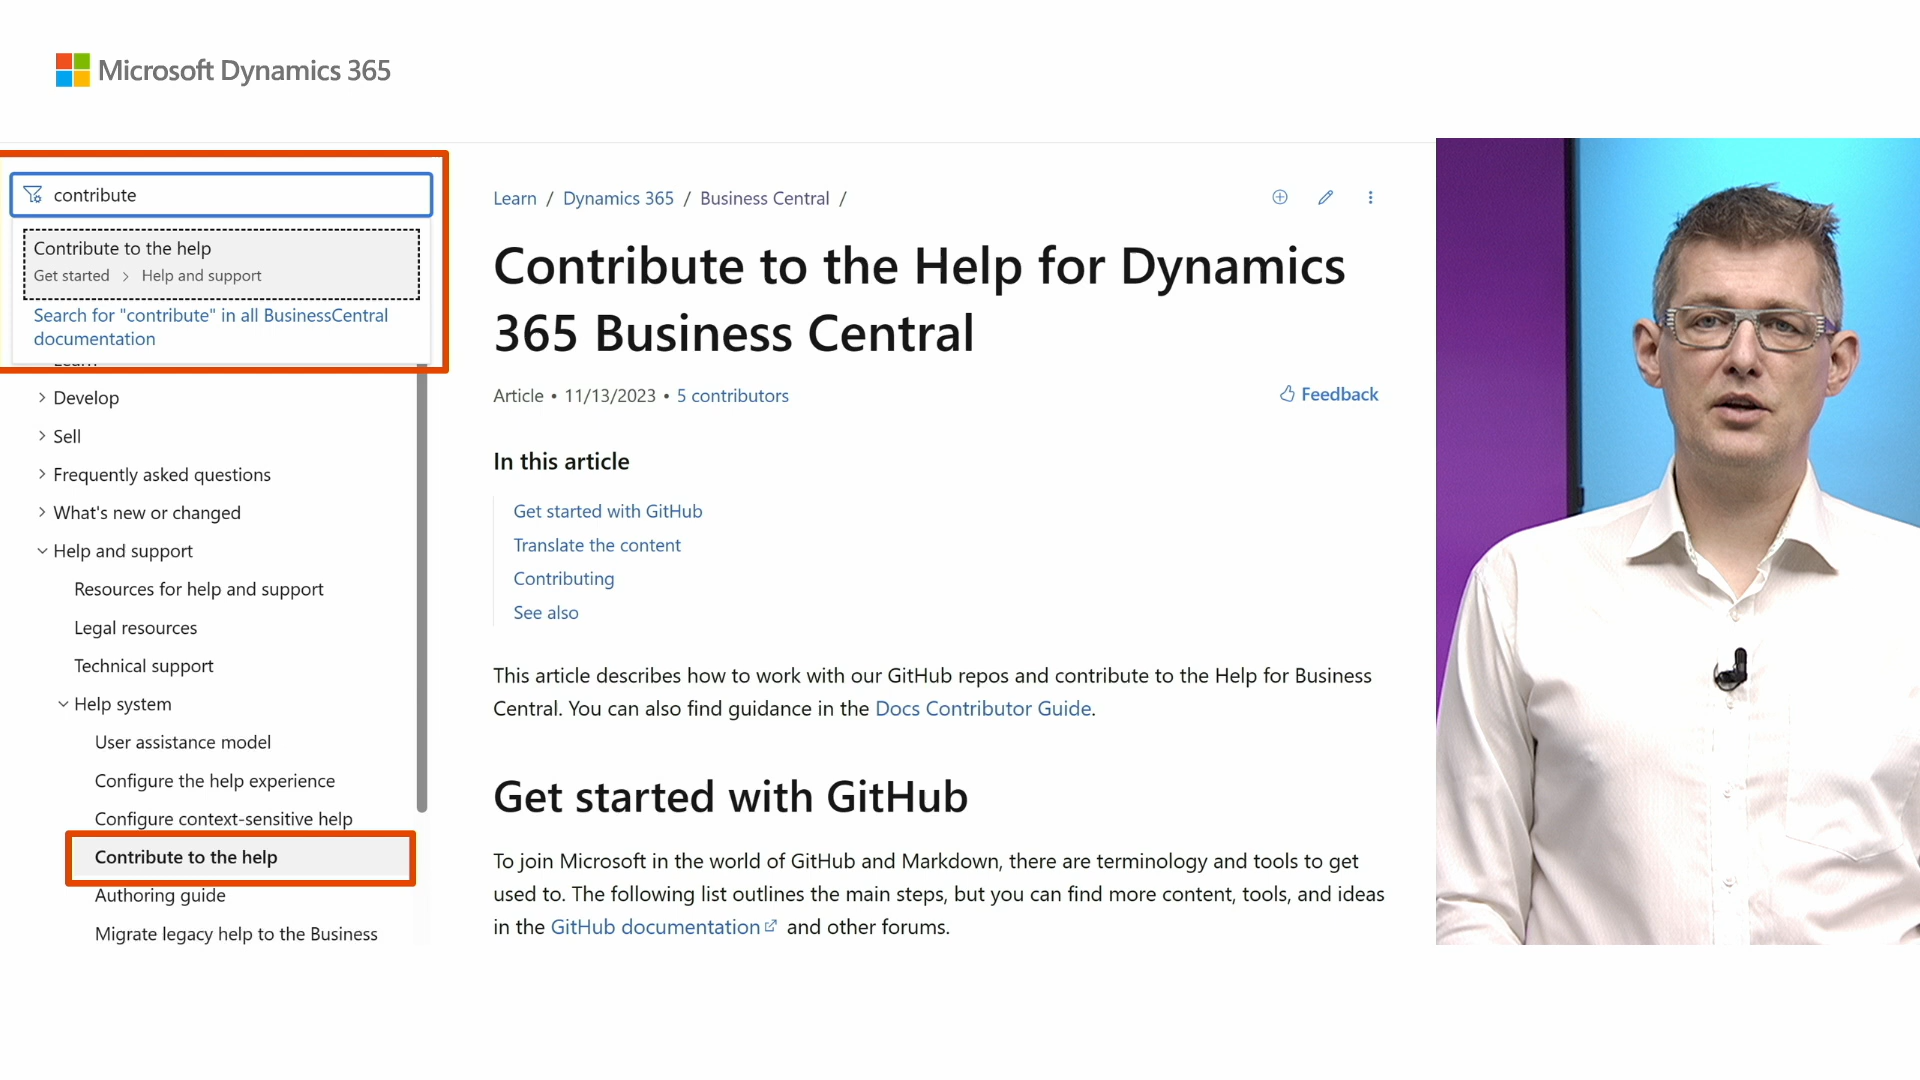 Microsoft Dynamics 365
contribute
Contribute to the help
Get started > Help and support
Search for "contribute" in all BusinessCentral
documentation
Develop
Sell
Frequently asked questions
What's new or changed
Help and support
Resources for help and support
Legal resources
Technical support
Help system
User assistance model
Configure the help experience
Configure context-sensitive help
Contribute to the help
Authoring guide
Migrate legacy help to the Business
Learn / Dynamics 365 / Business Central /
Contribute to the Help for Dynamics
365 Business Central
Article • 11/13/2023 • 5 contributors
Feedback
In this article
Get started with GitHub
Translate the content
Contributing
See also
This article describes how to work with our GitHub repos and contribute to the Help for Business
Central. You can also find guidance in the Docs Contributor Guide.
Get started with GitHub
To join Microsoft in the world of GitHub and Markdown, there are terminology and tools to get
used to. The following list outlines the main steps, but you can find more content, tools, and ideas
in the GitHub documentation and other forums.